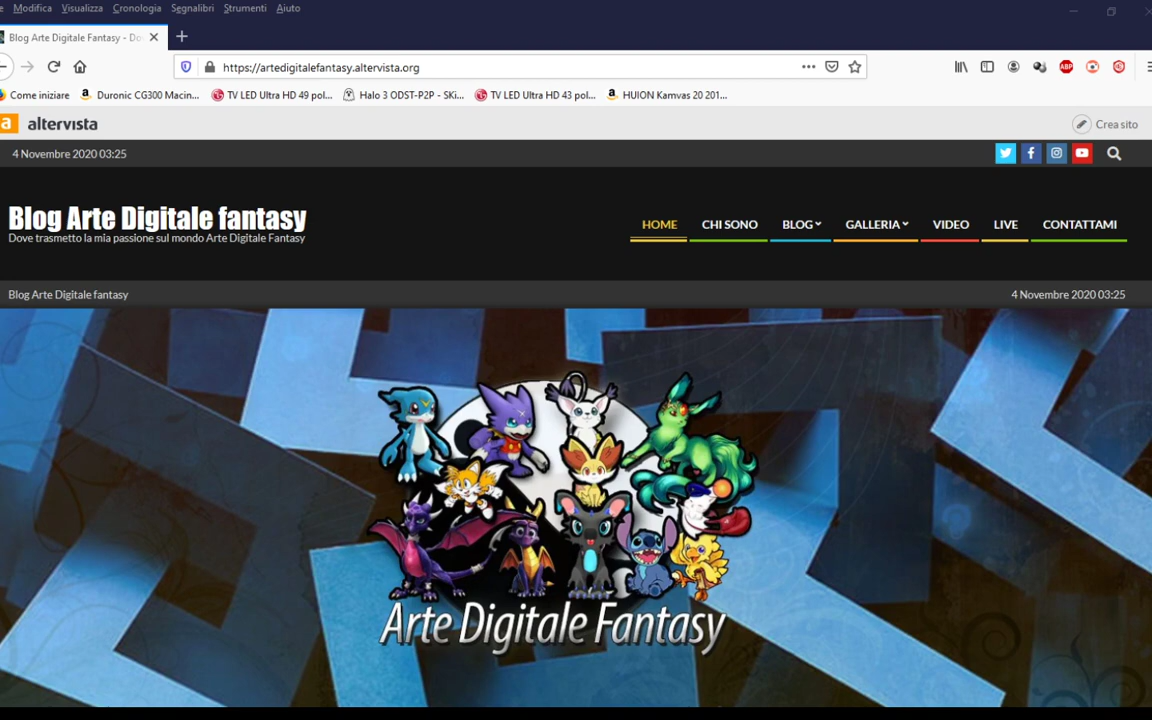 Modifica Visualizza Cronologia Segnalibri Strumenti Aiuto
Blog Arte Digitale Fantasy - Do
https://artedigitalefantasy.altervista.org
Come iniziare Duronic CG300 Macin... TV LED Ultra HD 49 pol... Halo 3 ODST-P2P - SKi... TV LED Ultra HD 43 pol... HUION Kamvas 20 201...
a altervista Crea sito
4 Novembre 2020 03:25
Blog Arte Digitale fantasy
Dove trasmetto la mia passione sul mondo Arte Digitale Fantasy
HOME CHI SONO BLOG GALLERIA VIDEO LIVE CONTATTAMI
Blog Arte Digitale fantasy 4 Novembre 2020 03:25
Arte Digitale Fantasy